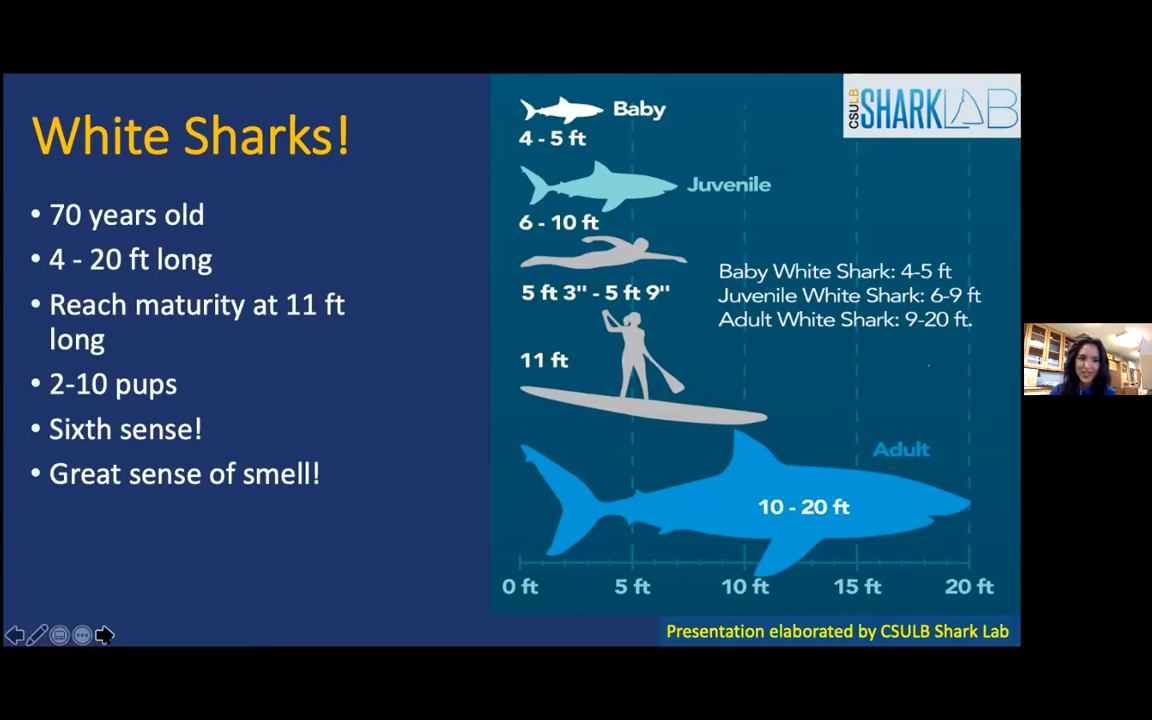 White Sharks!
• 70 years old
• 4 - 20 ft long
• Reach maturity at 11 ft
long
• 2-10 pups
• Sixth sense!
• Great sense of smell!
CSULB SHARKLAB
Baby
4 - 5 ft
Juvenile
6 - 10 ft
5 ft 3" - 5 ft 9"
11 ft
Baby White Shark: 4-5 ft
Juvenile White Shark: 6-9 ft
Adult White Shark: 9-20 ft.
Adult
10 - 20 ft
0 ft 5 ft 10 ft 15 ft 20 ft
Presentation elaborated by CSULB Shark Lab